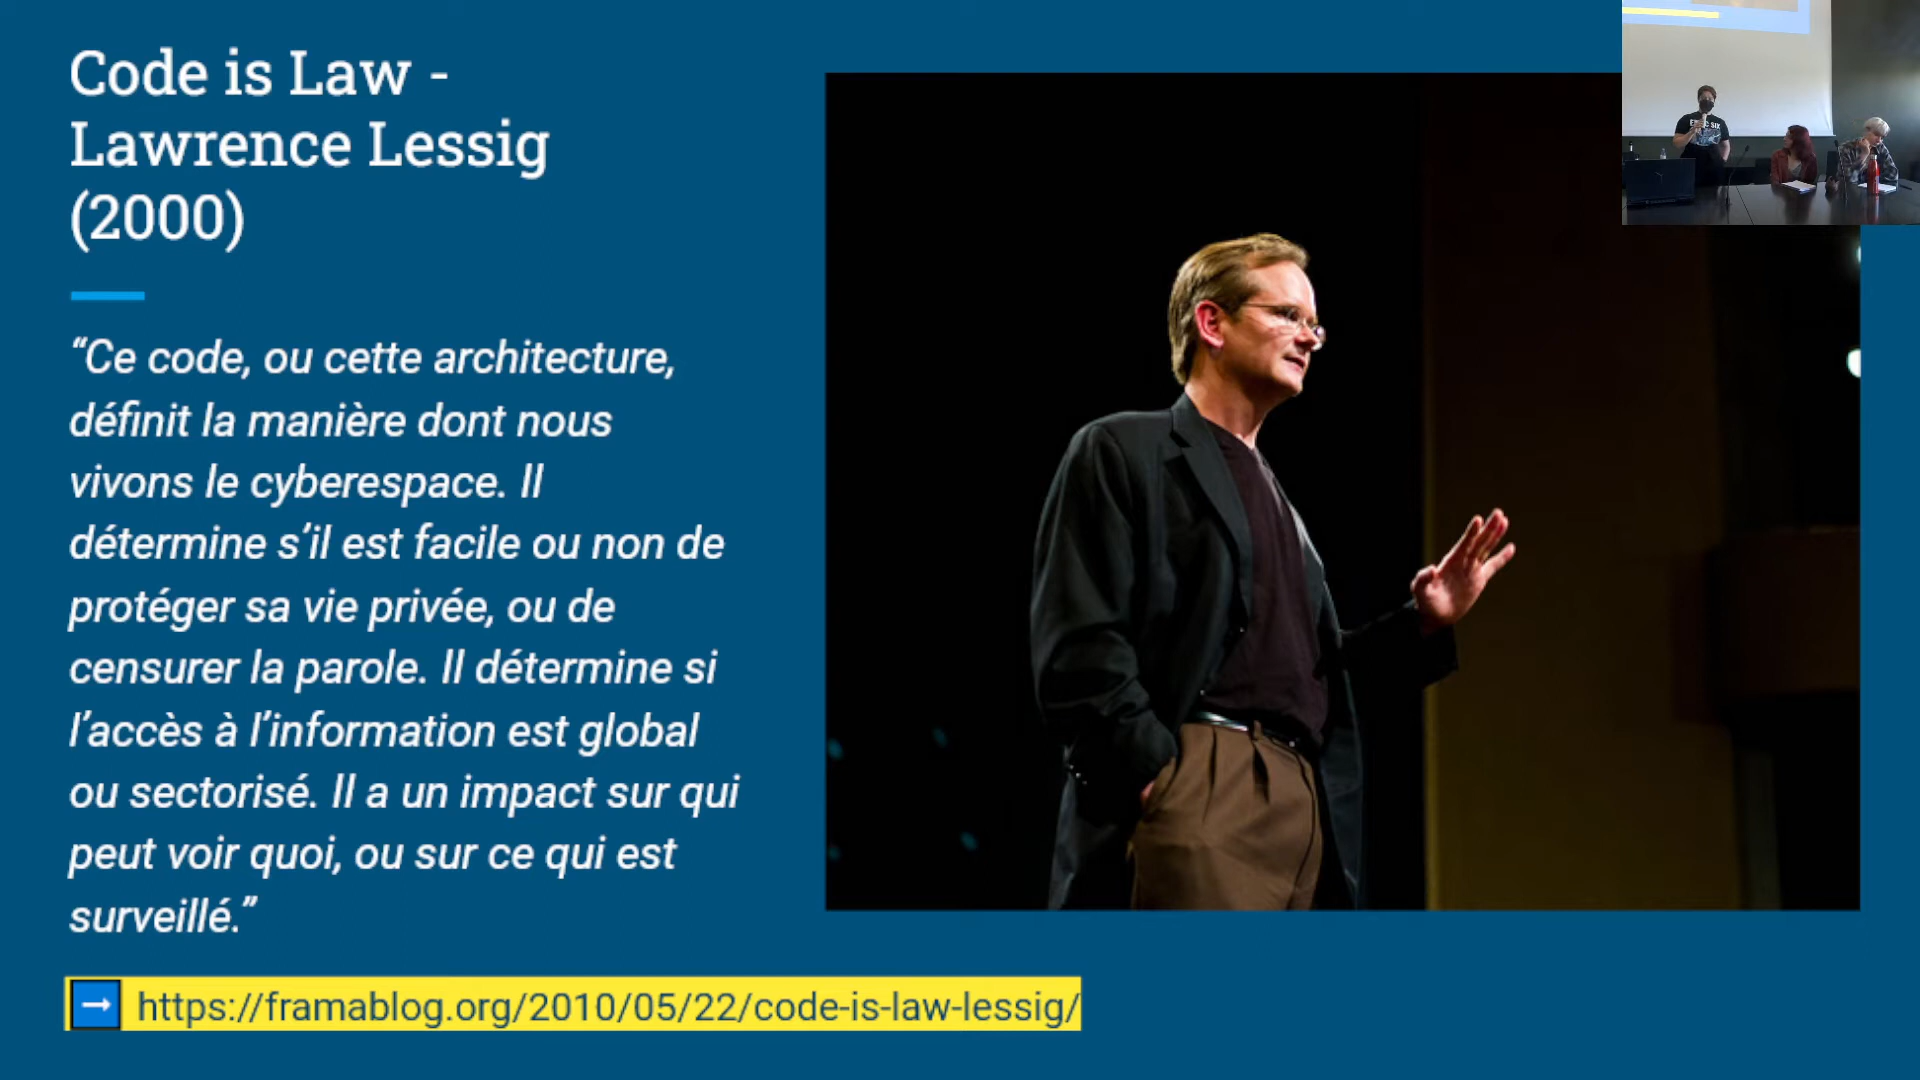 Code is Law -
Lawrence Lessig
(2000)
“Ce code, ou cette architecture,
définit la manière dont nous
vivons le cyberespace. Il
détermine s’il est facile ou non de
protéger sa vie privée, ou de
censurer la parole. Il détermine si
l’accès à l’information est global
ou sectorisé. Il a un impact sur qui
peut voir quoi, ou sur ce qui est
surveillé.”
https://framablog.org/2010/05/22/code-is-law-lessig/